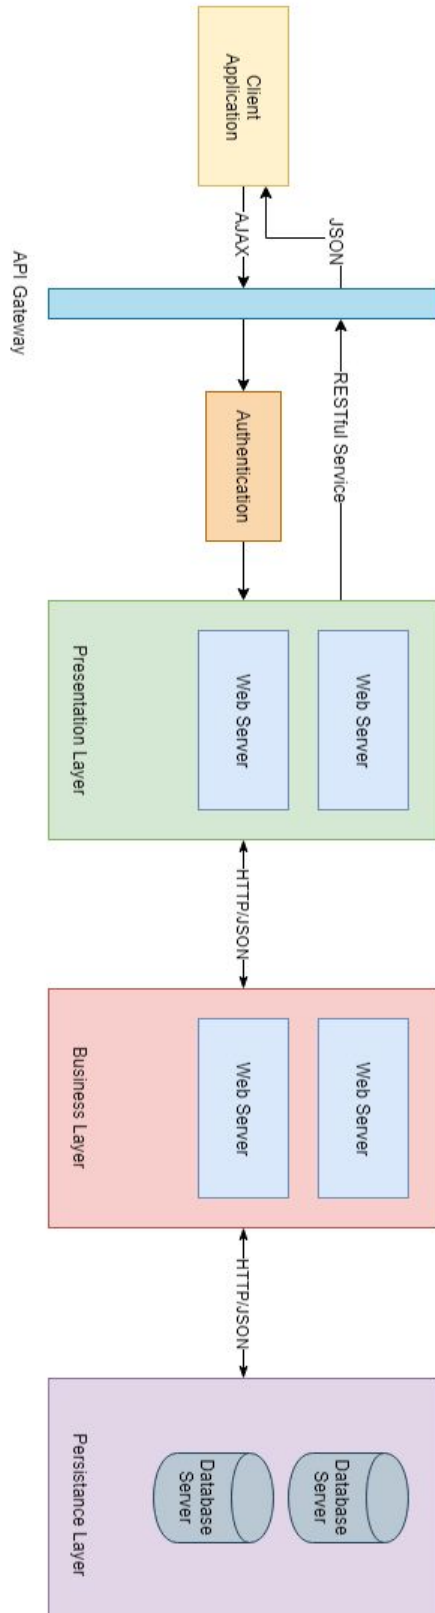 Client
Application
JSON
AJAX
API Gateway
RESTful Service
Authentication
Web Server
Web Server
Presentation Layer
HTTP/JSON
Web Server
Web Server
Business Layer
HTTP/JSON
Database
Server
Database
Server
Persistance Layer